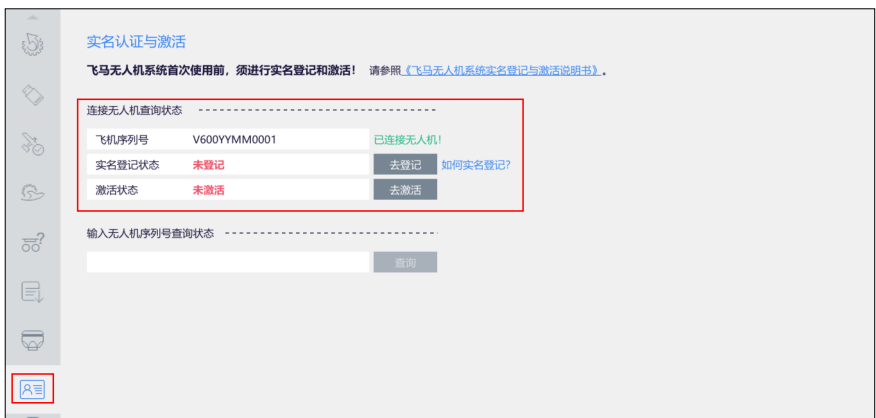 实名认证与激活
飞马无人机系统首次使用前，须进行实名登记和激活！ 请参照《飞马无人机系统实名登记与激活说明书》。
连接无人机查询状态
飞机序列号 V600YYMM0001 已连接无人机!
实名登记状态 未登记 去登记 如何实名登记?
激活状态 未激活 去激活
输入无人机序列号查询状态
查询